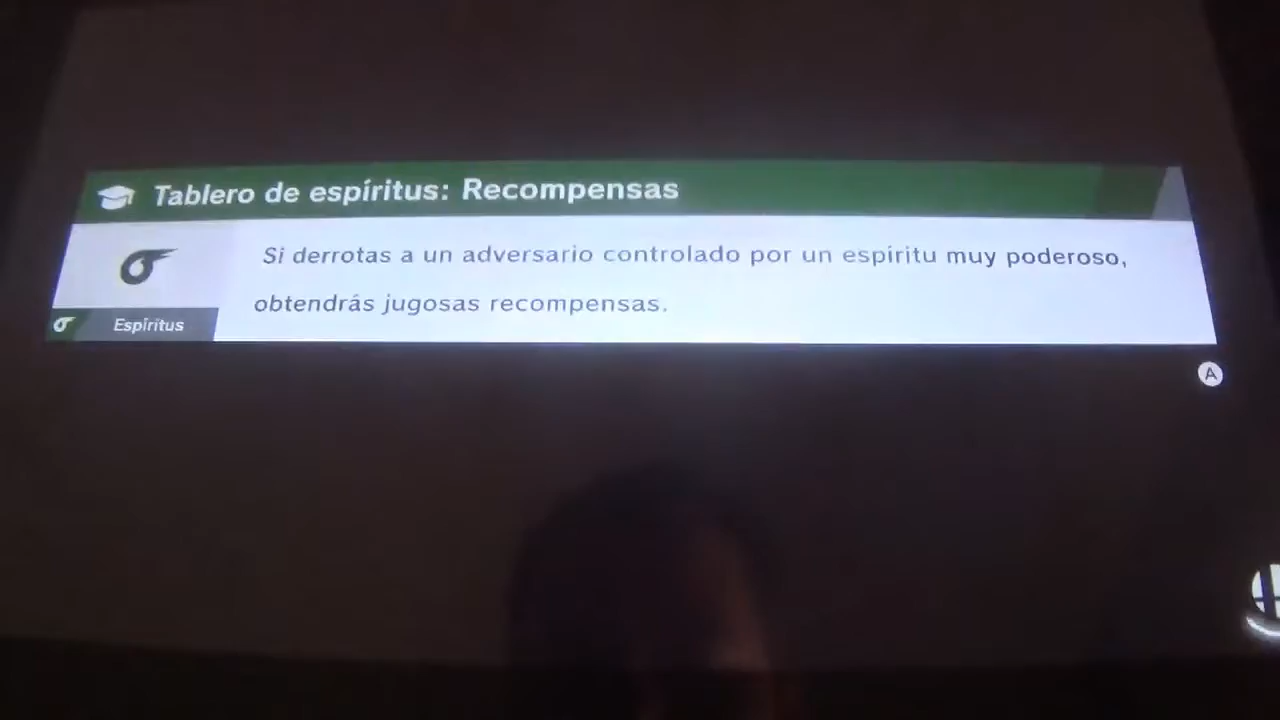 Tablero de espíritus: Recompensas
Si derrotas a un adversario controlado por un espíritu muy poderoso,
obtendrás jugosas recompensas.
Espíritus
A